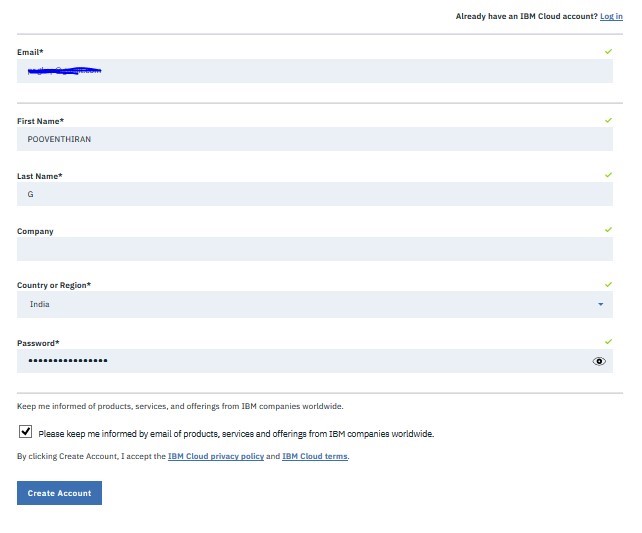 Already have an IBM Cloud account? Log in
Email*
First Name*
POOVENTHIRAN
Last Name*
G
Company
Country or Region*
India
Password*
••••••••••••••••
Keep me informed of products, services, and offerings from IBM companies worldwide.
Please keep me informed by email of products, services and offerings from IBM companies worldwide.
By clicking Create Account, I accept the IBM Cloud privacy policy and IBM Cloud terms.
Create Account